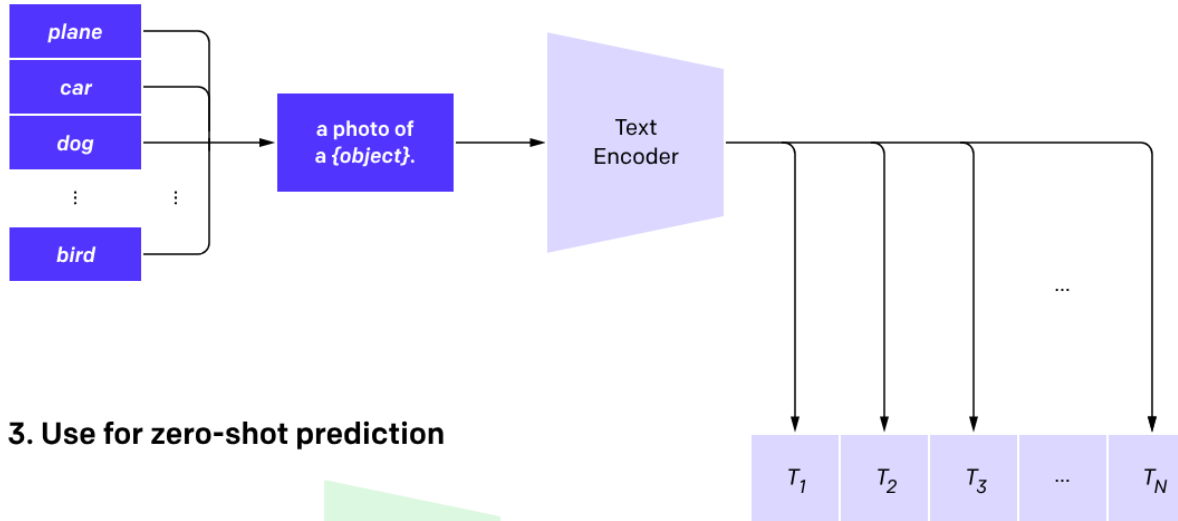 plane
car
dog
⋮ ⋮
bird
a photo of
a {object}.
Text
Encoder
...
3. Use for zero-shot prediction
T1 T2 T3 ... TN